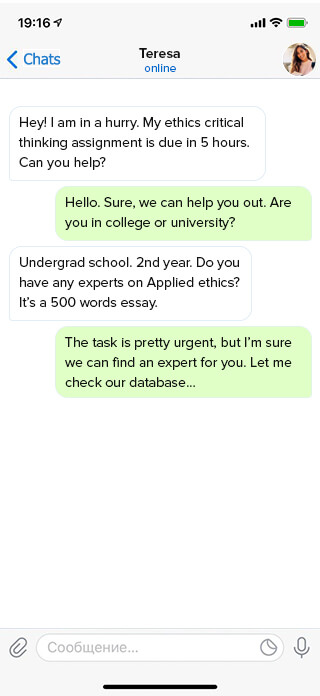 19:16
Chats
Teresa
online
Hey! I am in a hurry. My ethics critical
thinking assignment is due in 5 hours.
Can you help?
Hello. Sure, we can help you out. Are
you in college or university?
Undergrad school. 2nd year. Do you
have any experts on Applied ethics?
It’s a 500 words essay.
The task is pretty urgent, but I’m sure
we can find an expert for you. Let me
check our database...
Сообщение...